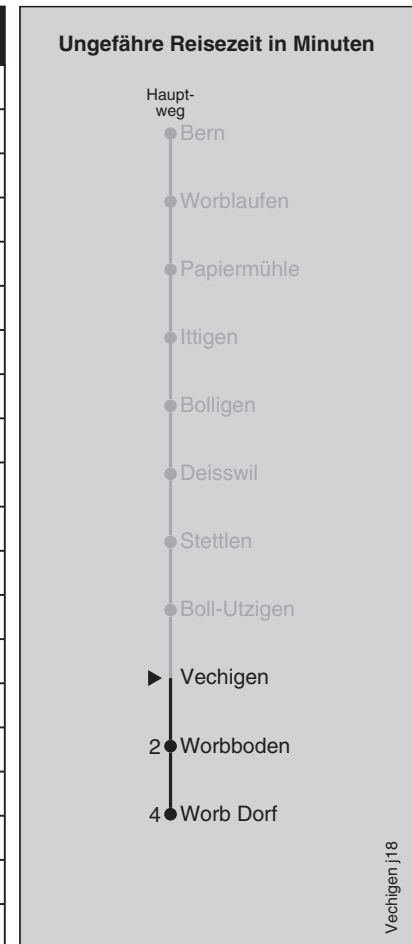 Ungefähre Reisezeit in Minuten
Haupt-
weg
Bern
Worblaufen
Papiermühle
Ittigen
Bolligen
Deisswil
Stettlen
Boll-Utzigen
Vechigen
2 Worbboden
4 Worb Dorf
Vechigen j18